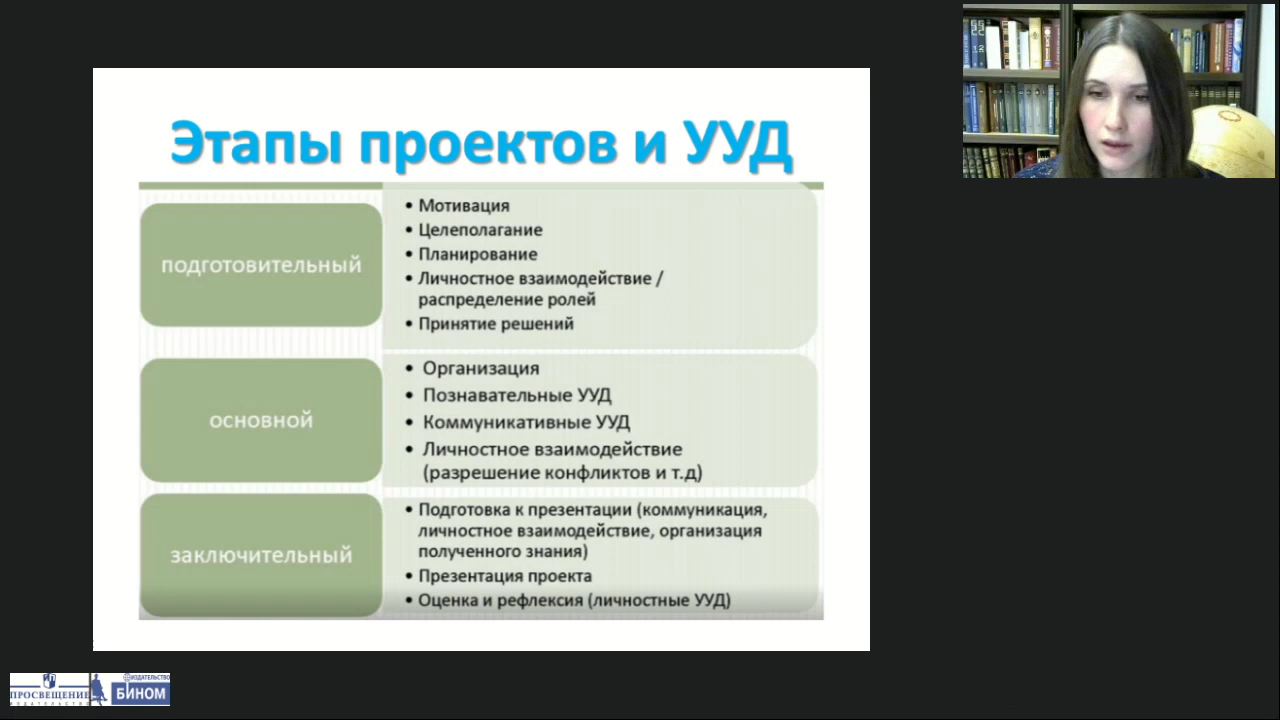 Этапы проектов и УУД
подготовительный
• Мотивация
• Целеполагание
• Планирование
• Личностное взаимодействие /
распределение ролей
• Принятие решений
основной
• Организация
• Познавательные УУД
• Коммуникативные УУД
• Личностное взаимодействие
(разрешение конфликтов и т.д)
заключительный
• Подготовка к презентации (коммуникация,
личностное взаимодействие, организация
полученного знания)
• Презентация проекта
• Оценка и рефлексия (личностные УУД)
ПРОСВЕЩЕНИЕ
ИЗДАТЕЛЬСТВО
ИЗДАТЕЛЬСТВО
БИНОМ